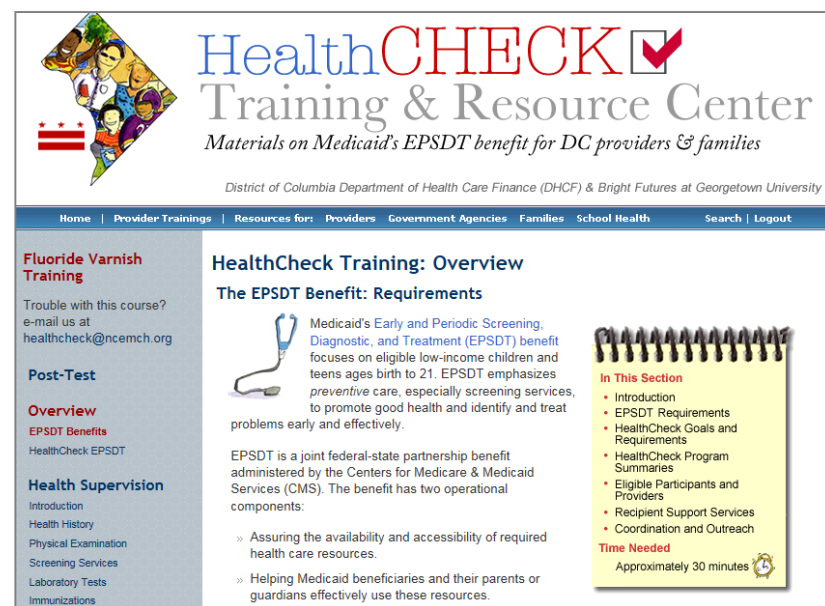 HealthCHECK
Training & Resource Center
Materials on Medicaid's EPSDT benefit for DC providers & families
District of Columbia Department of Health Care Finance (DHCF) & Bright Futures at Georgetown University
Home | Provider Trainings | Resources for: Providers Government Agencies Families School Health Search | Logout
Fluoride Varnish
Training
Trouble with this course?
e-mail us at
healthcheck@ncemch.org
Post-Test
Overview
EPSDT Benefits
HealthCheck EPSDT
Health Supervision
Introduction
Health History
Physical Examination
Screening Services
Laboratory Tests
Immunizations
HealthCheck Training: Overview
The EPSDT Benefit: Requirements
Medicaid's Early and Periodic Screening,
Diagnostic, and Treatment (EPSDT) benefit
focuses on eligible low-income children and
teens ages birth to 21. EPSDT emphasizes
preventive care, especially screening services,
to promote good health and identify and treat
problems early and effectively.
EPSDT is a joint federal-state partnership benefit
administered by the Centers for Medicare & Medicaid
Services (CMS). The benefit has two operational
components:
» Assuring the availability and accessibility of required
health care resources.
» Helping Medicaid beneficiaries and their parents or
guardians effectively use these resources.
In This Section
• Introduction
• EPSDT Requirements
• HealthCheck Goals and
Requirements
• HealthCheck Program
Summaries
• Eligible Participants and
Providers
• Recipient Support Services
• Coordination and Outreach
Time Needed
Approximately 30 minutes